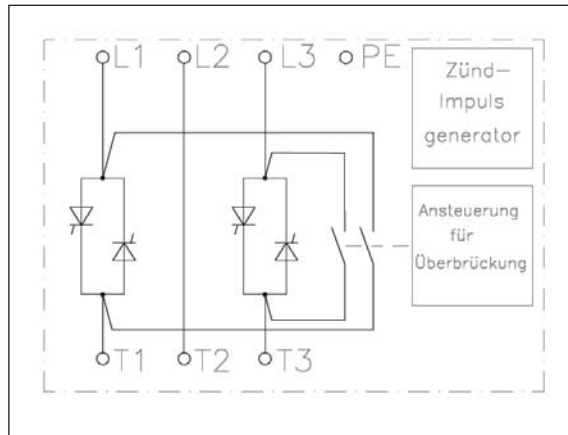 L1 L2 L3 PE
Zünd-
Impuls
generator
Ansteuerung
für
Überbrückung
T1 T2 T3